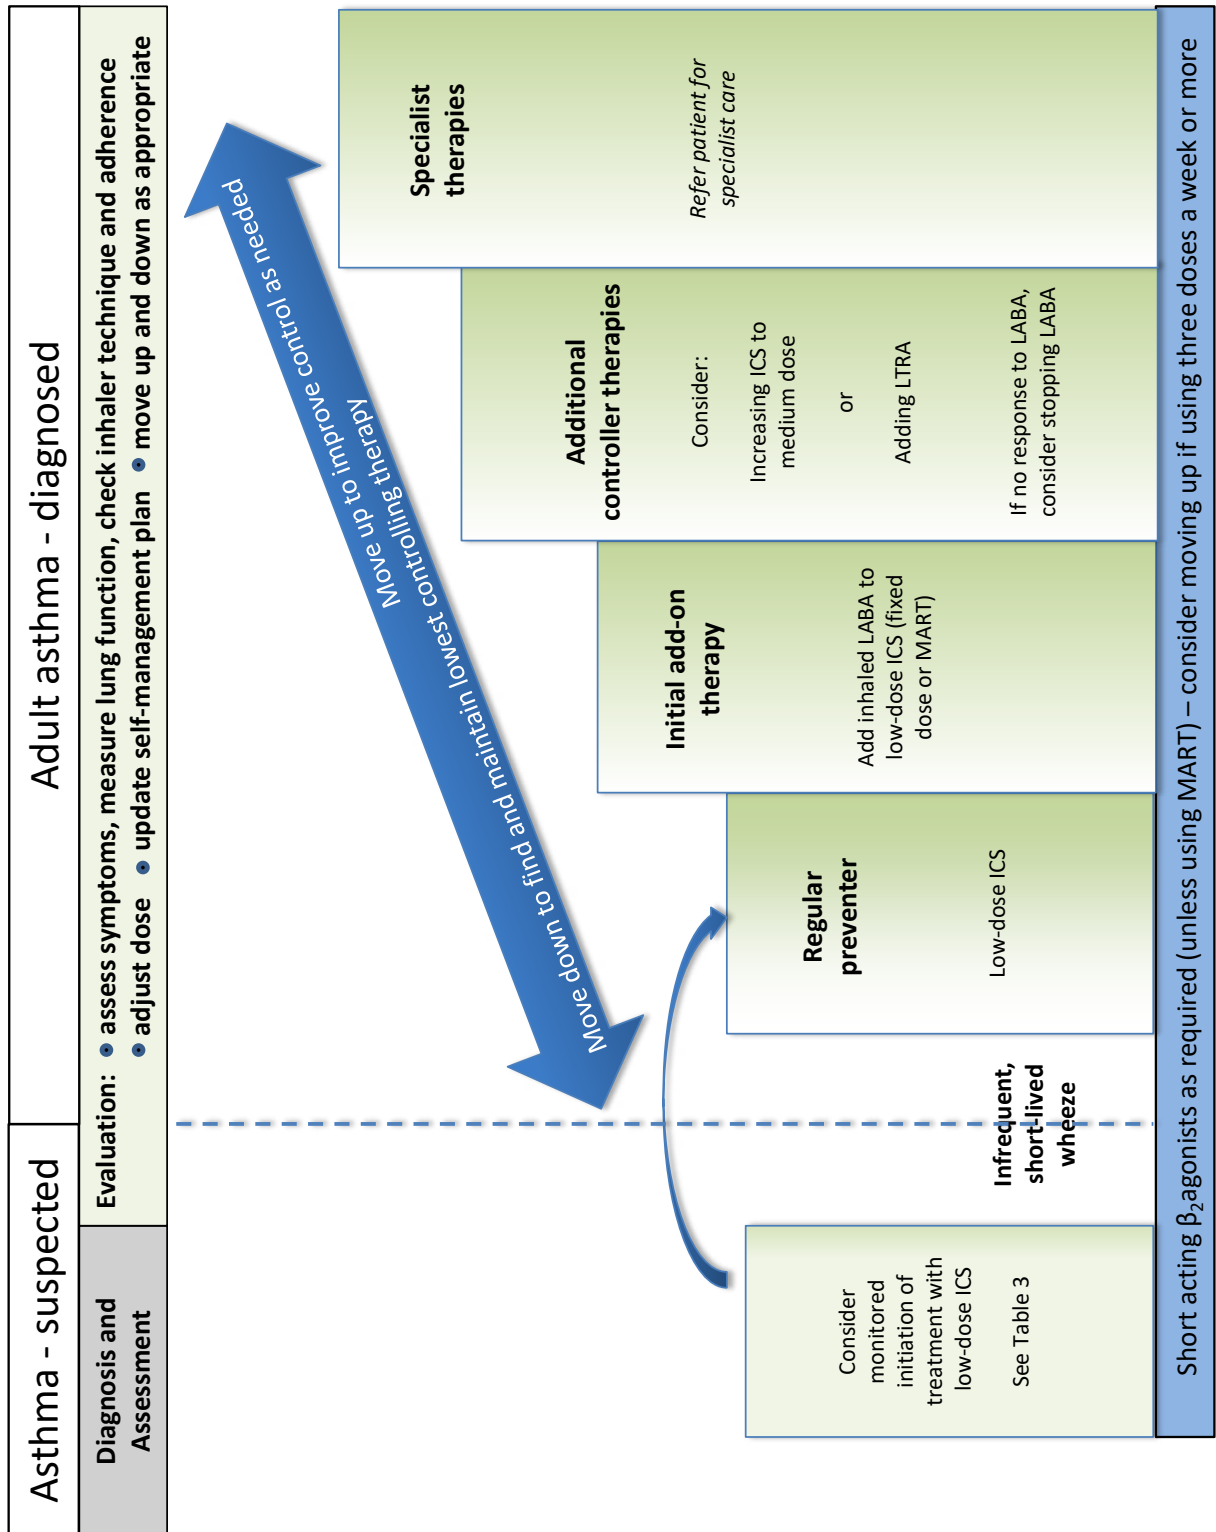 Asthma - suspected
Adult asthma - diagnosed
Diagnosis and
Assessment
Evaluation: • assess symptoms, measure lung function, check inhaler technique and adherence
• adjust dose • update self-management plan • move up and down as appropriate
Move up to improve control as needed
Move down to find and maintain lowest controlling therapy
Consider
monitored
initiation of
treatment with
low-dose ICS
See Table 3
Infrequent,
short-lived
wheeze
Regular
preventer
Low-dose ICS
Initial add-on
therapy
Add inhaled LABA to
low-dose ICS (fixed
dose or MART)
Additional
controller therapies
Consider:
Increasing ICS to
medium dose
or
Adding LTRA
If no response to LABA,
consider stopping LABA
Specialist
therapies
Refer patient for
specialist care
Short acting β₂agonists as required (unless using MART) – consider moving up if using three doses a week or more